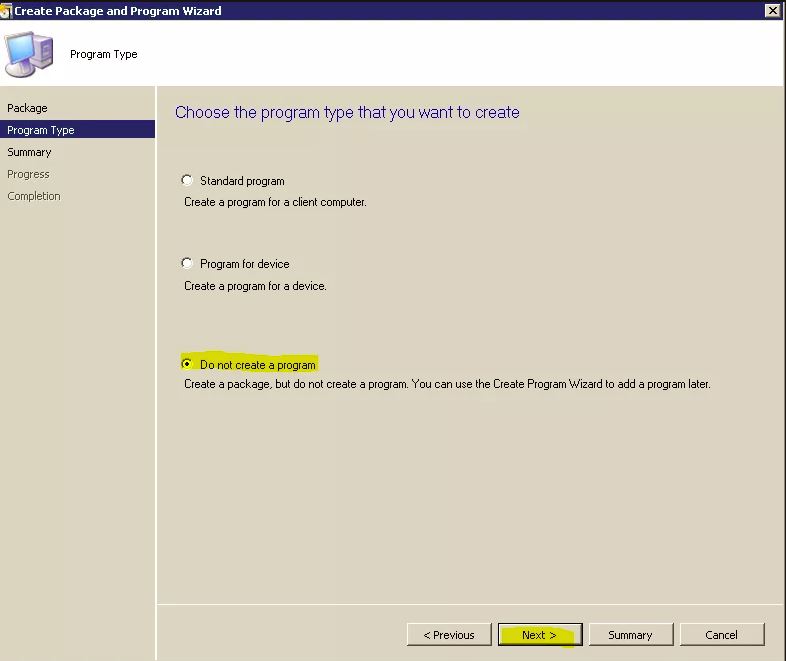 Create Package and Program Wizard
Program Type
Package
Program Type
Summary
Progress
Completion
Choose the program type that you want to create
Standard program
Create a program for a client computer.
Program for device
Create a program for a device.
Do not create a program
Create a package, but do not create a program. You can use the Create Program Wizard to add a program later.
< Previous
Next >
Summary
Cancel